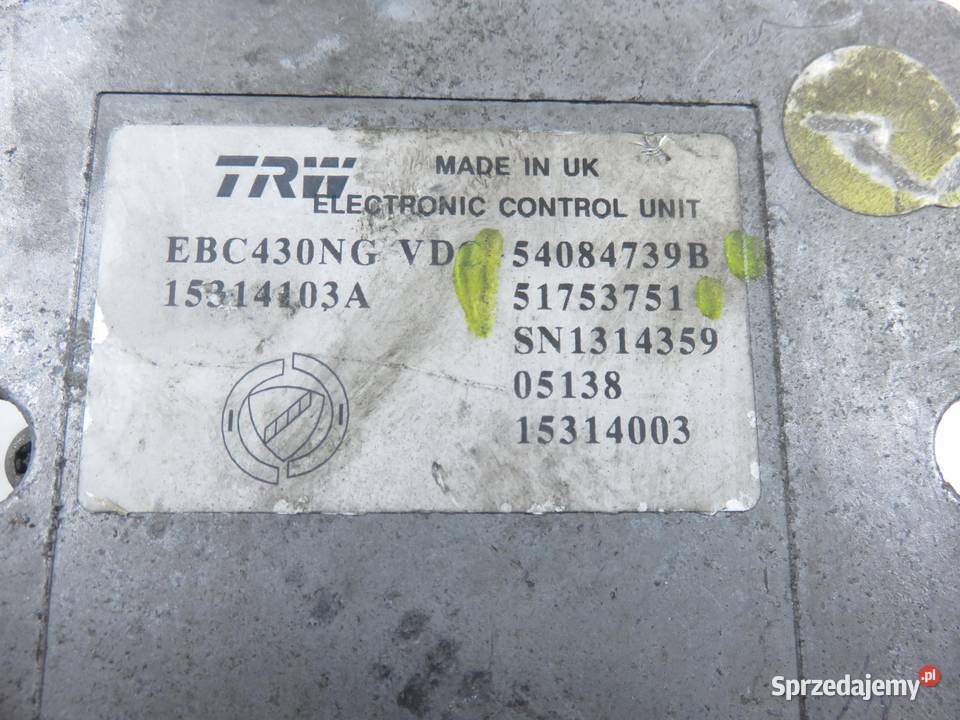 TRW MADE IN UK
ELECTRONIC CONTROL UNIT
EBC430NG 54084739B
15314103A 51753751
SN1314359
05138
15314003
Sprzedajemy.pl